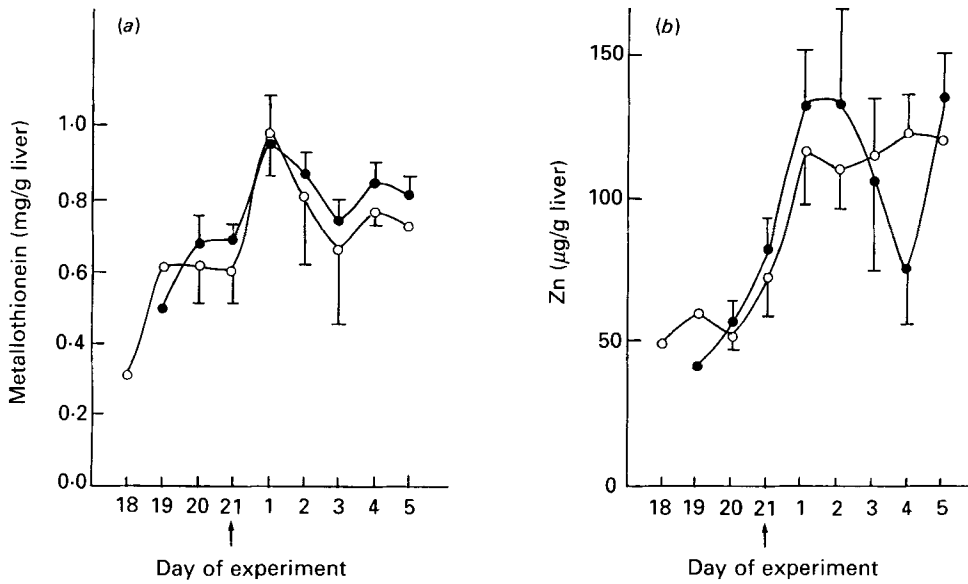 (a)
Metallothionein (mg/g liver)
1·0
0·8
0·6
0·4
0·2
0·0
18 19 20 21 1 2 3 4 5
Day of experiment
(b)
Zn (µg/g liver)
150
100
50
0
18 19 20 21 1 2 3 4 5
Day of experiment